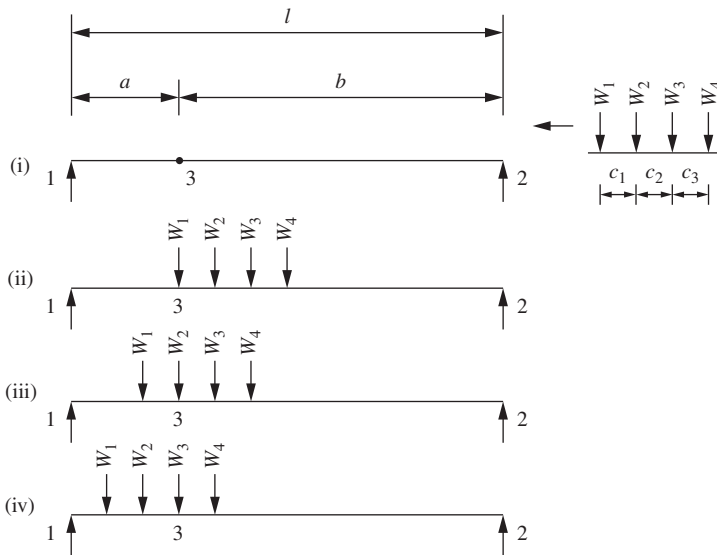 l
a b
W1 W2 W3 W4
(i) 1 3 2
c1 c2 c3
W1 W2 W3 W4
(ii) 1 3 2
W1 W2 W3 W4
(iii) 1 3 2
W1 W2 W3 W4
(iv) 1 3 2